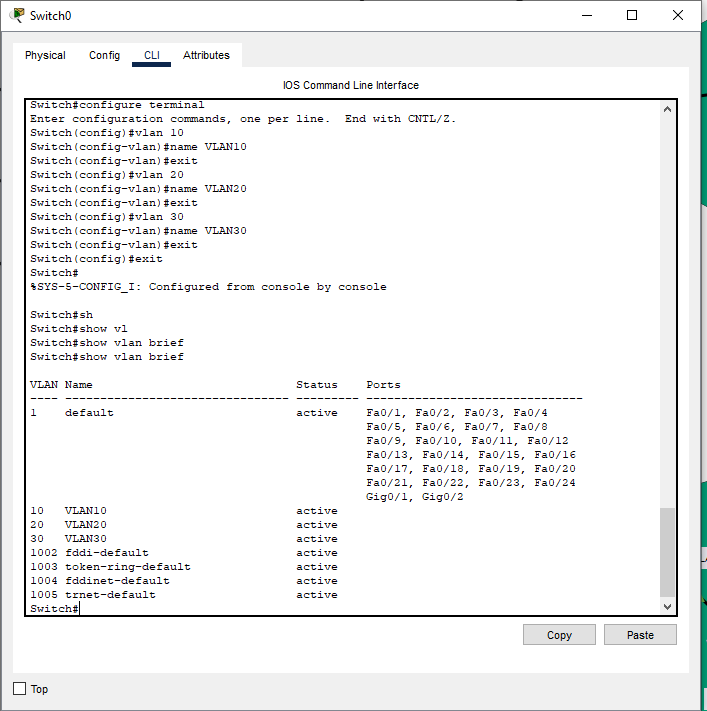 Switch0
Physical Config CLI Attributes
IOS Command Line Interface
Switch#configure terminal
Enter configuration commands, one per line.  End with CNTL/Z.
Switch(config)#vlan 10
Switch(config-vlan)#name VLAN10
Switch(config-vlan)#exit
Switch(config)#vlan 20
Switch(config-vlan)#name VLAN20
Switch(config-vlan)#exit
Switch(config)#vlan 30
Switch(config-vlan)#name VLAN30
Switch(config-vlan)#exit
Switch(config)#exit
Switch#
%SYS-5-CONFIG_I: Configured from console by console
Switch#sh
Switch#show vl
Switch#show vlan brief
Switch#show vlan brief
VLAN Name                             Status    Ports
---- -------------------------------- --------- -------------------------------
1    default                          active    Fa0/1, Fa0/2, Fa0/3, Fa0/4
                                                Fa0/5, Fa0/6, Fa0/7, Fa0/8
                                                Fa0/9, Fa0/10, Fa0/11, Fa0/12
                                                Fa0/13, Fa0/14, Fa0/15, Fa0/16
                                                Fa0/17, Fa0/18, Fa0/19, Fa0/20
                                                Fa0/21, Fa0/22, Fa0/23, Fa0/24
                                                Gig0/1, Gig0/2
10   VLAN10                           active
20   VLAN20                           active
30   VLAN30                           active
1002 fddi-default                     active
1003 token-ring-default               active
1004 fddinet-default                  active
1005 trnet-default                    active
Switch#
Copy Paste
Top